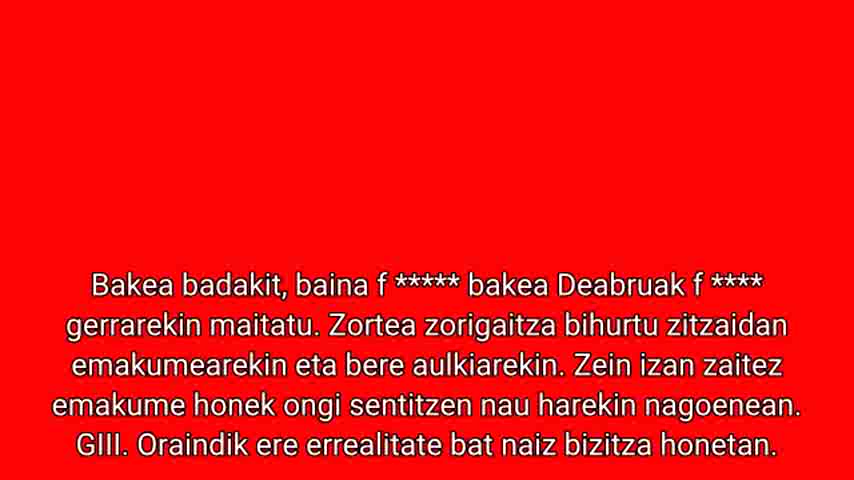 Bakea badakit, baina f ***** bakea Deabruak f ****
gerrarekin maitatu. Zortea zorigaitza bihurtu zitzaidan
emakumearekin eta bere aulkiarekin. Zein izan zaitez
emakume honek ongi sentitzen nau harekin nagoenean.
GIII. Oraindik ere errealitate bat naiz bizitza honetan.